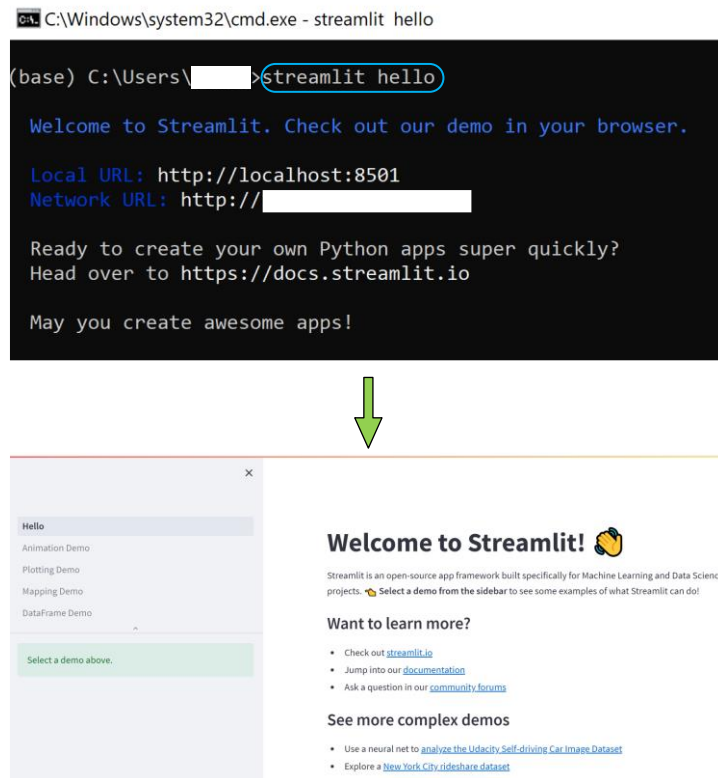 C:\Windows\system32\cmd.exe - streamlit hello
(base) C:\Users\ >streamlit hello
Welcome to Streamlit. Check out our demo in your browser.
Local URL: http://localhost:8501
Network URL: http://
Ready to create your own Python apps super quickly?
Head over to https://docs.streamlit.io
May you create awesome apps!
Hello
Animation Demo
Plotting Demo
Mapping Demo
DataFrame Demo
Select a demo above.
Welcome to Streamlit! 👋
Streamlit is an open-source app framework built specifically for Machine Learning and Data Scienc
projects. 👈 Select a demo from the sidebar to see some examples of what Streamlit can do!
Want to learn more?
• Check out streamlit.io
• Jump into our documentation
• Ask a question in our community forums
See more complex demos
• Use a neural net to analyze the Udacity Self-driving Car Image Dataset
• Explore a New York City rideshare dataset